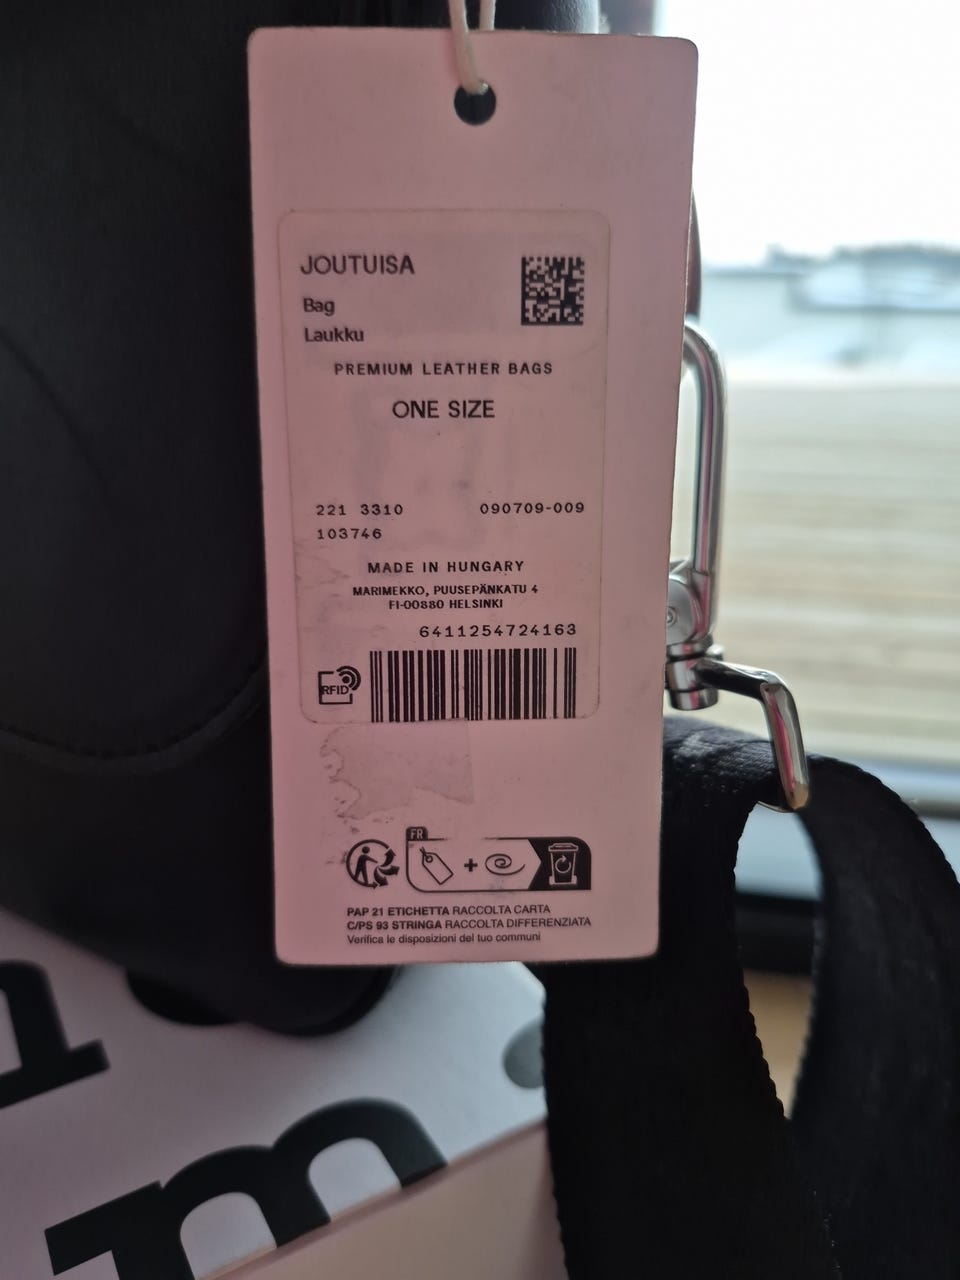 JOUTUISA
Bag
Laukku
PREMIUM LEATHER BAGS
ONE SIZE
221 3310 090709-009
103746
MADE IN HUNGARY
MARIMEKKO, PUUSEPÄNKATU 4
FI-00880 HELSINKI
6411254724163
RFID
FR
PAP 21 ETICHETTA RACCOLTA CARTA
C/PS 93 STRINGA RACCOLTA DIFFERENZIATA
Verifica le disposizioni del tuo communi
m